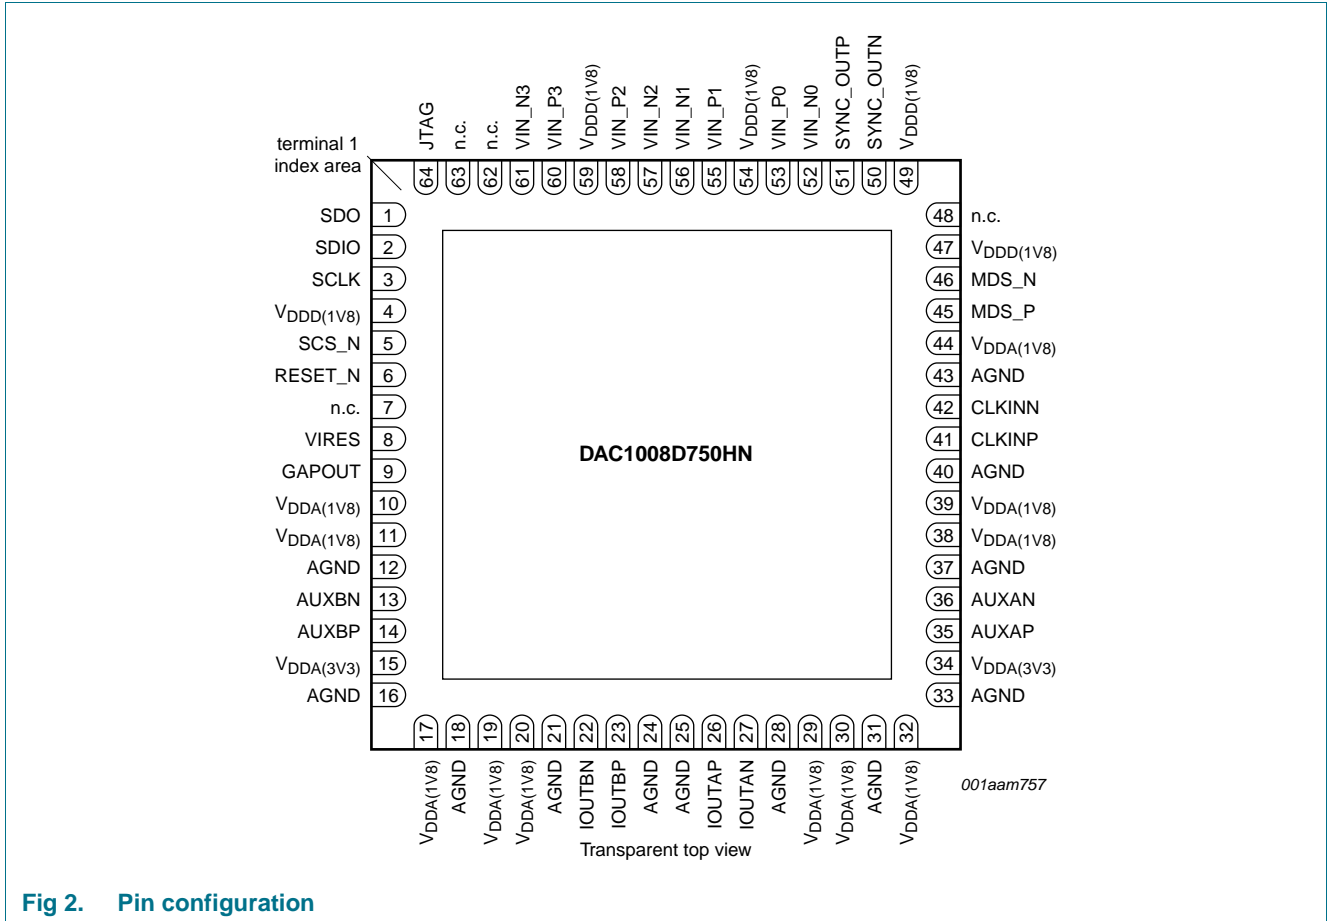 JTAG
n.c.
n.c.
VIN_N3
VIN_P3
VDDD(1V8)
VIN_P2
VIN_N2
VIN_N1
VIN_P1
VDDD(1V8)
VIN_P0
VIN_N0
SYNC_OUTP
SYNC_OUTN
VDDD(1V8)
terminal 1
index area
64
63
62
61
60
59
58
57
56
55
54
53
52
51
50
49
SDO 1
SDIO 2
SCLK 3
VDDD(1V8) 4
SCS_N 5
RESET_N 6
n.c. 7
VIRES 8
GAPOUT 9
VDDA(1V8) 10
VDDA(1V8) 11
AGND 12
AUXBN 13
AUXBP 14
VDDA(3V3) 15
AGND 16
DAC1008D750HN
48 n.c.
47 VDDD(1V8)
46 MDS_N
45 MDS_P
44 VDDA(1V8)
43 AGND
42 CLKINN
41 CLKINP
40 AGND
39 VDDA(1V8)
38 VDDA(1V8)
37 AGND
36 AUXAN
35 AUXAP
34 VDDA(3V3)
33 AGND
17
18
19
20
21
22
23
24
25
26
27
28
29
30
31
32
VDDA(1V8)
AGND
VDDA(1V8)
VDDA(1V8)
AGND
IOUTBN
IOUTBP
AGND
AGND
IOUTAP
IOUTAN
AGND
VDDA(1V8)
VDDA(1V8)
AGND
VDDA(1V8)
001aam757
Transparent top view
Fig 2. Pin configuration